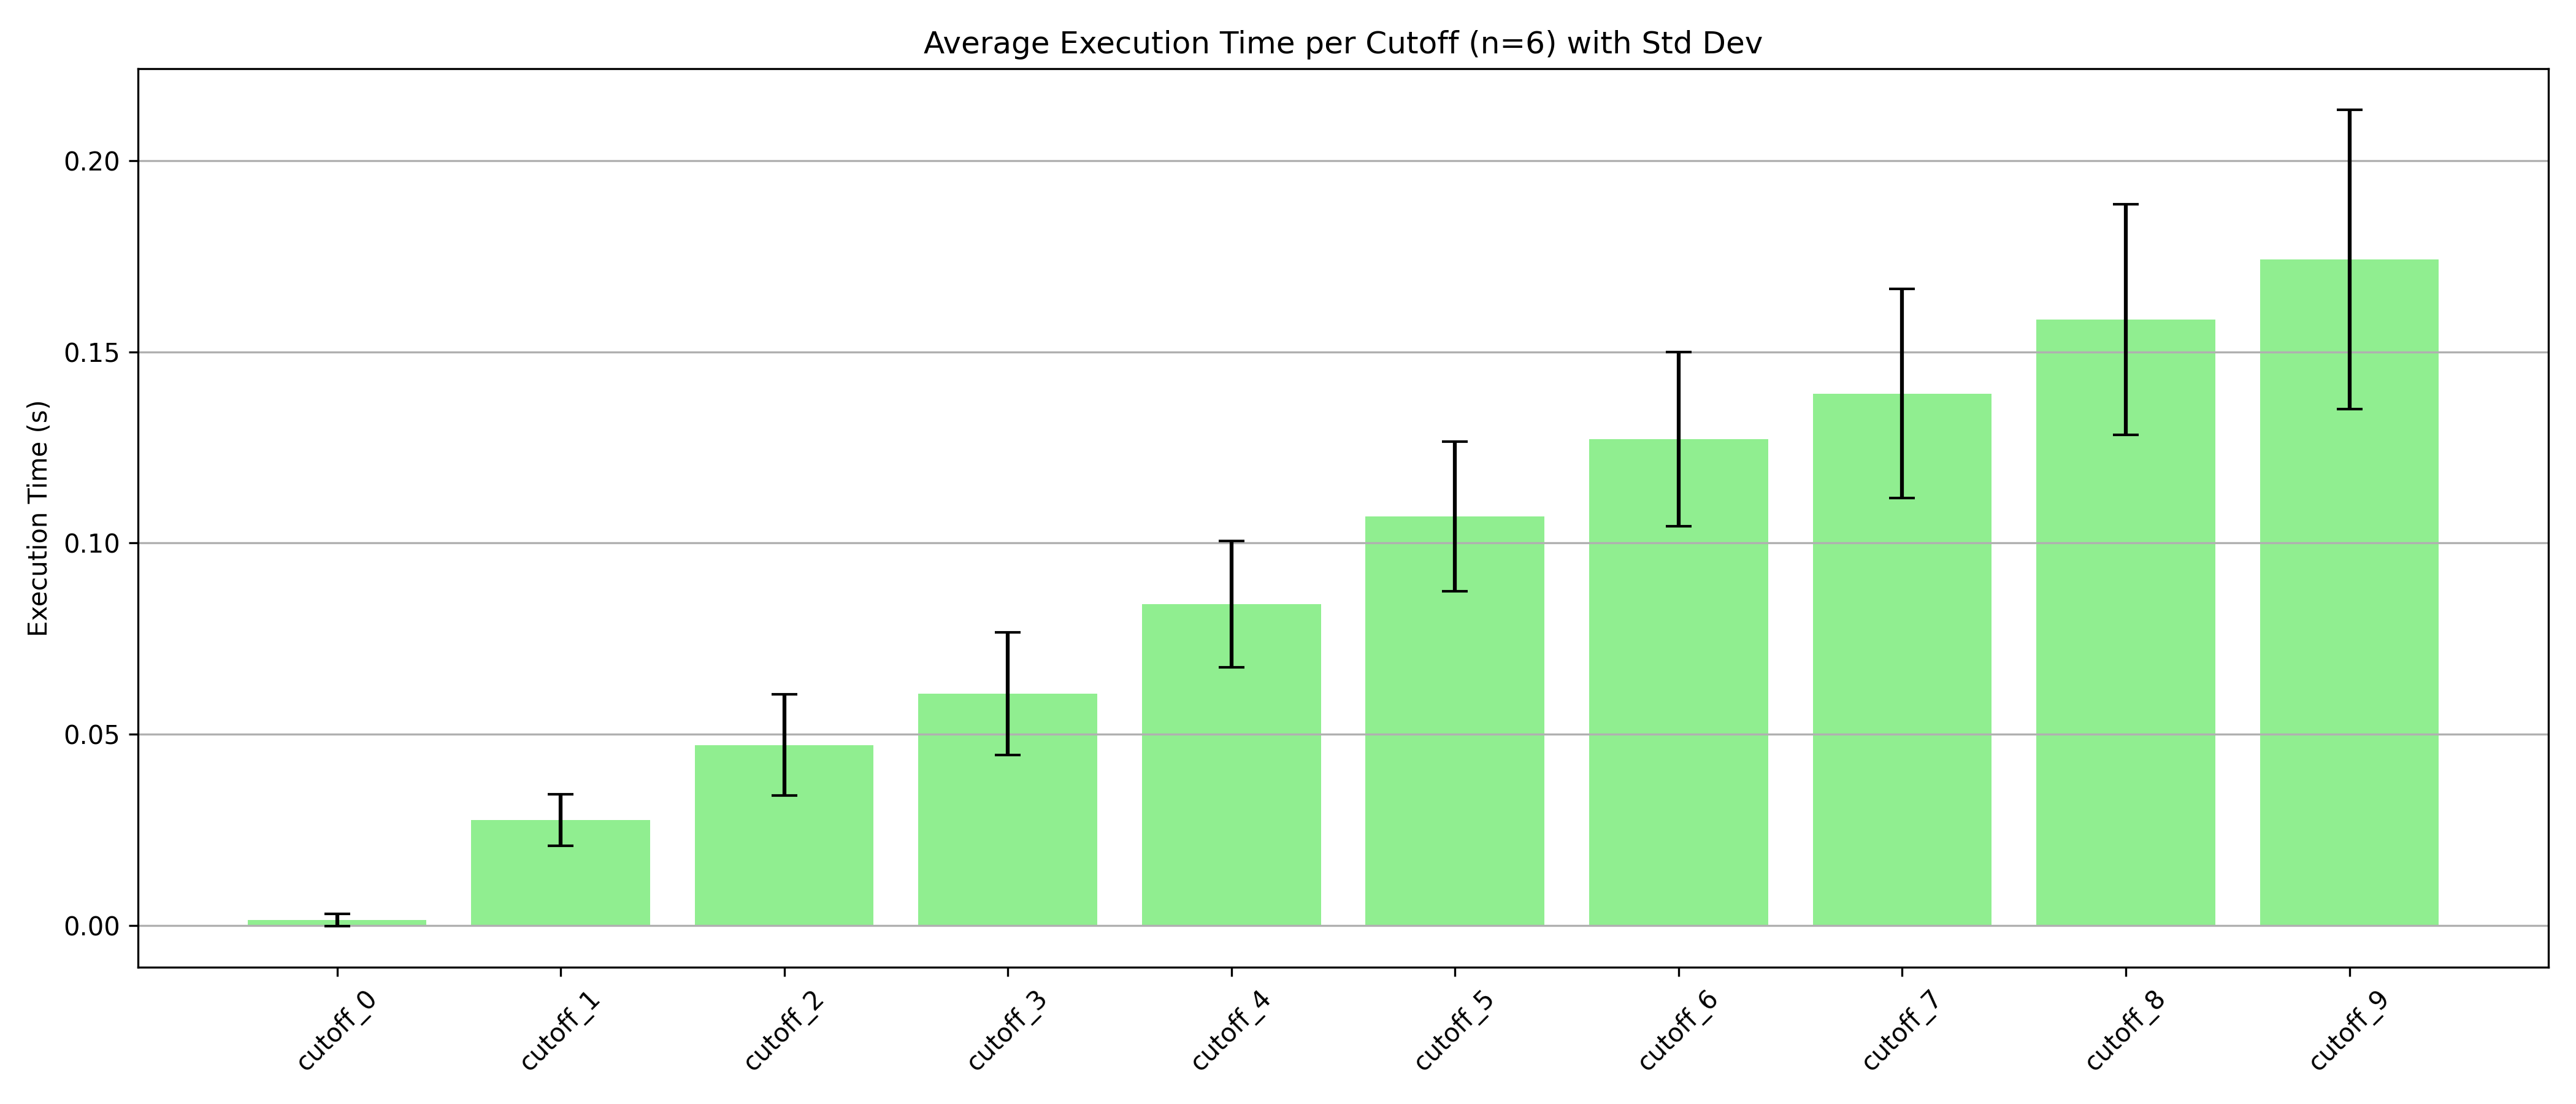 Average Execution Time per Cutoff (n=6) with Std Dev
Execution Time (s)
0.20
0.15
0.10
0.05
0.00
cutoff_0
cutoff_1
cutoff_2
cutoff_3
cutoff_4
cutoff_5
cutoff_6
cutoff_7
cutoff_8
cutoff_9